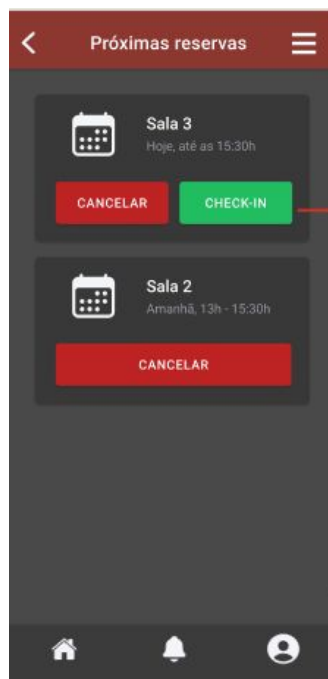 Próximas reservas
Sala 3
Hoje, até as 15:30h
CANCELAR CHECK-IN
Sala 2
Amanhã, 13h - 15:30h
CANCELAR